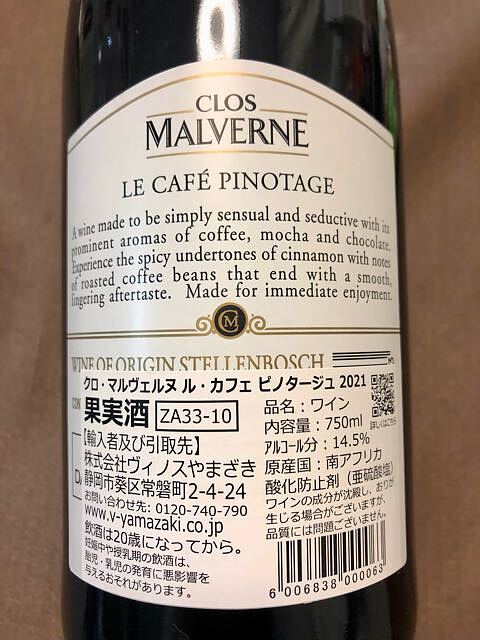 CLOS
MALVERNE
LE CAFÉ PINOTAGE
A wine made to be simply sensual and seductive with its
prominent aromas of coffee, mocha and chocolate.
Experience the spicy undertones of cinnamon with notes
of roasted coffee beans that end with a smooth,
lingering aftertaste. Made for immediate enjoyment.
CM
WINE OF ORIGIN STELLENBOSCH
クロ・マルヴェルヌ ル・カフェ ピノタージュ 2021
果実酒 ZA33-10
【輸入者及び引取先】
株式会社ヴィノスやまざき
静岡市葵区常磐町2-4-24
お問い合わせ先: 0120-740-790
www.v-yamazaki.co.jp
飲酒は20歳になってから。
妊娠中や授乳期の飲酒は、
胎児・乳児の発育に悪影響を
与えるおそれがあります。
品名：ワイン
内容量：750ml
詳しくはこちら
アルコール分：14.5%
原産国：南アフリカ
酸化防止剤（亜硫酸塩）
ワインの成分が沈殿し、おりが
生じる場合がございますが、
品質には問題ございません。
6 006838 000063